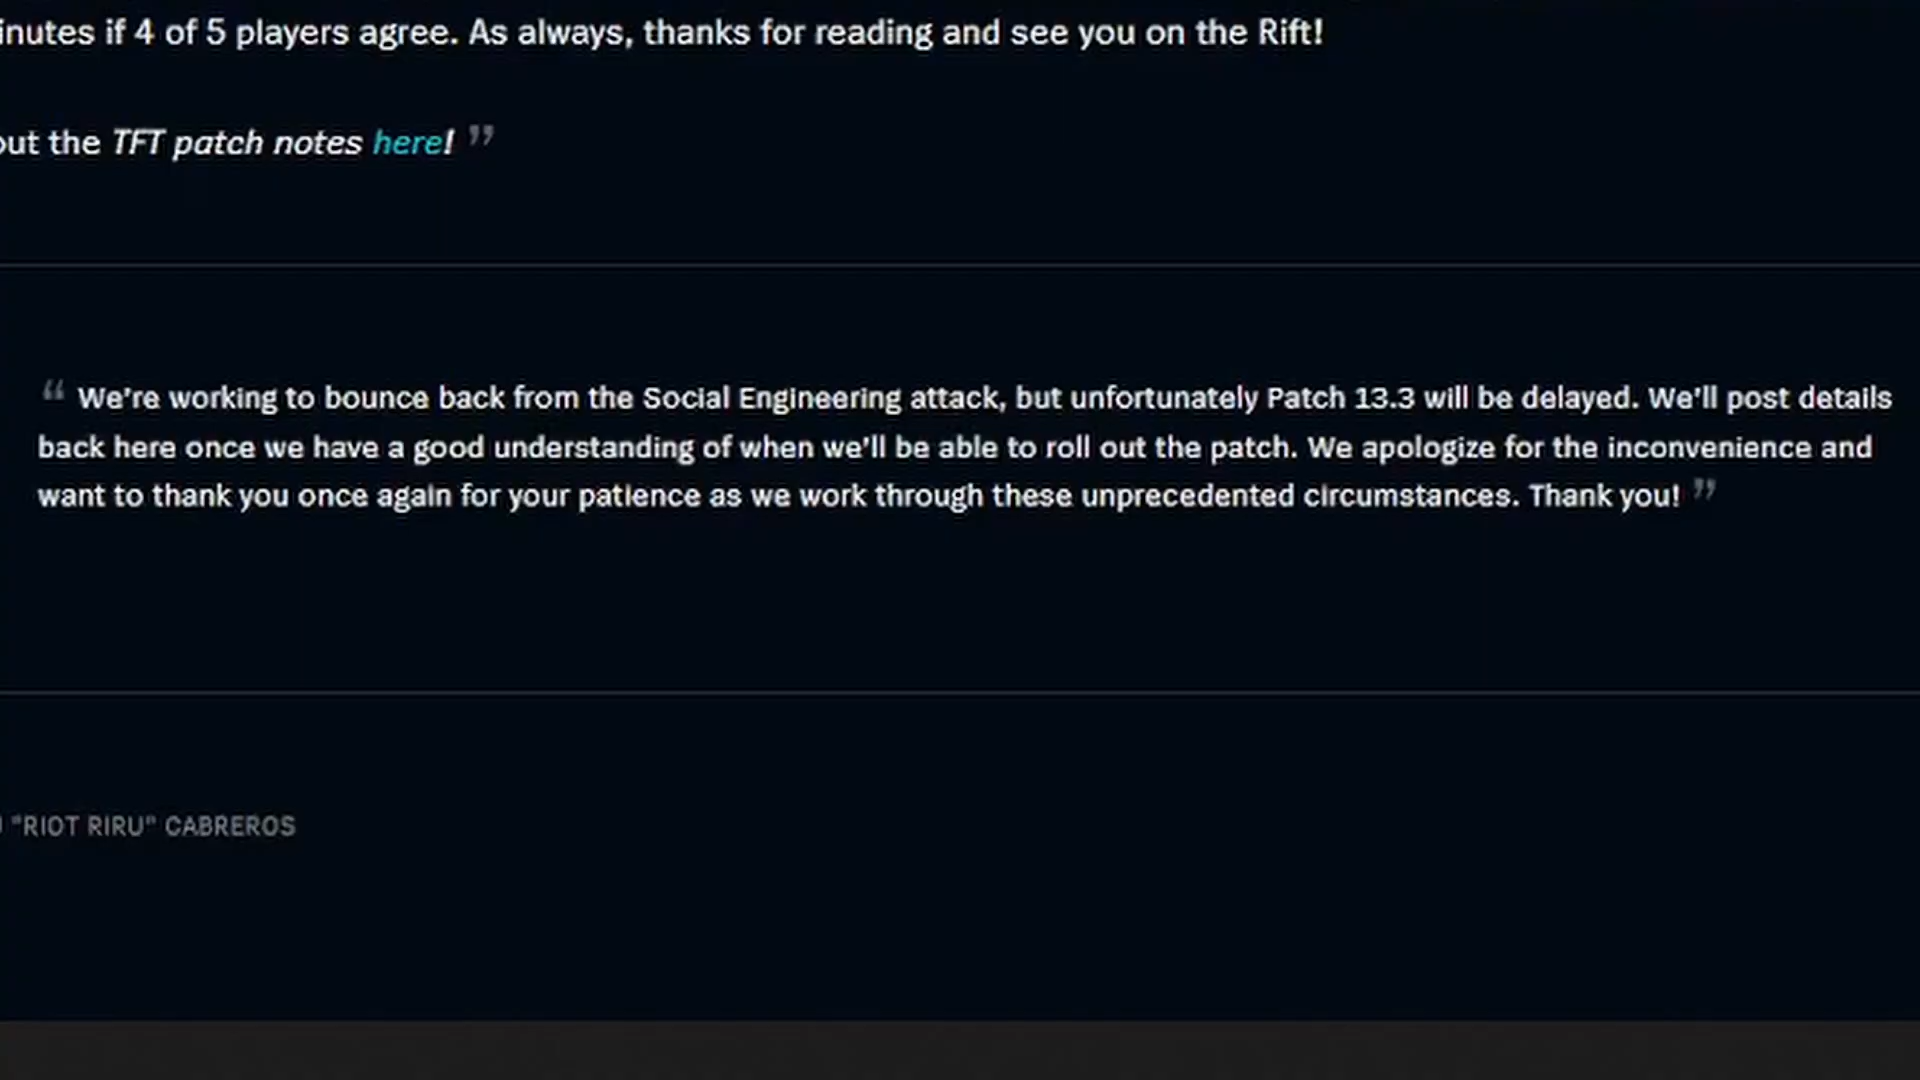 inutes if 4 of 5 players agree. As always, thanks for reading and see you on the Rift!
out the TFT patch notes here! ”
“ We’re working to bounce back from the Social Engineering attack, but unfortunately Patch 13.3 will be delayed. We’ll post details
back here once we have a good understanding of when we’ll be able to roll out the patch. We apologize for the inconvenience and
want to thank you once again for your patience as we work through these unprecedented circumstances. Thank you! ”
"RIOT RIRU" CABREROS